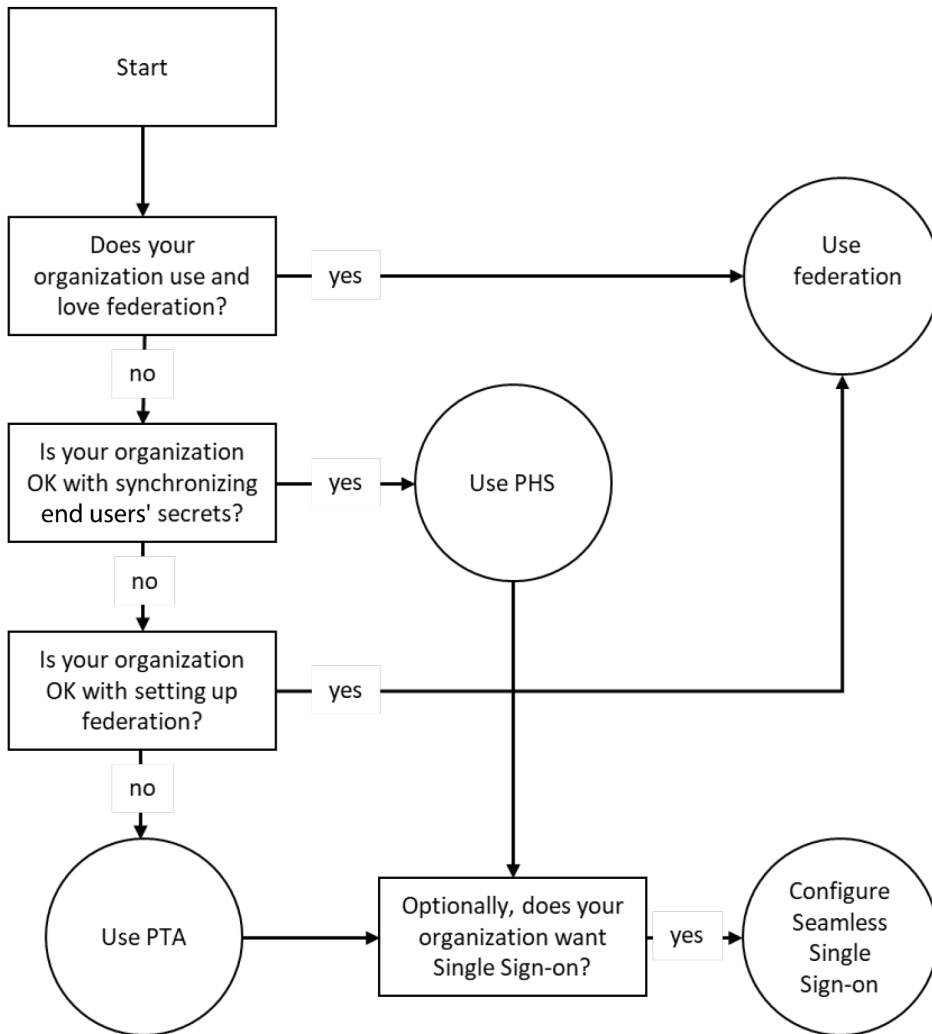 Start
Does your
organization use and
love federation?
yes
Use
federation
no
Is your organization
OK with synchronizing
end users' secrets?
yes
Use PHS
no
Is your organization
OK with setting up
federation?
yes
no
Use PTA
Optionally, does your
organization want
Single Sign-on?
yes
Configure
Seamless
Single
Sign-on